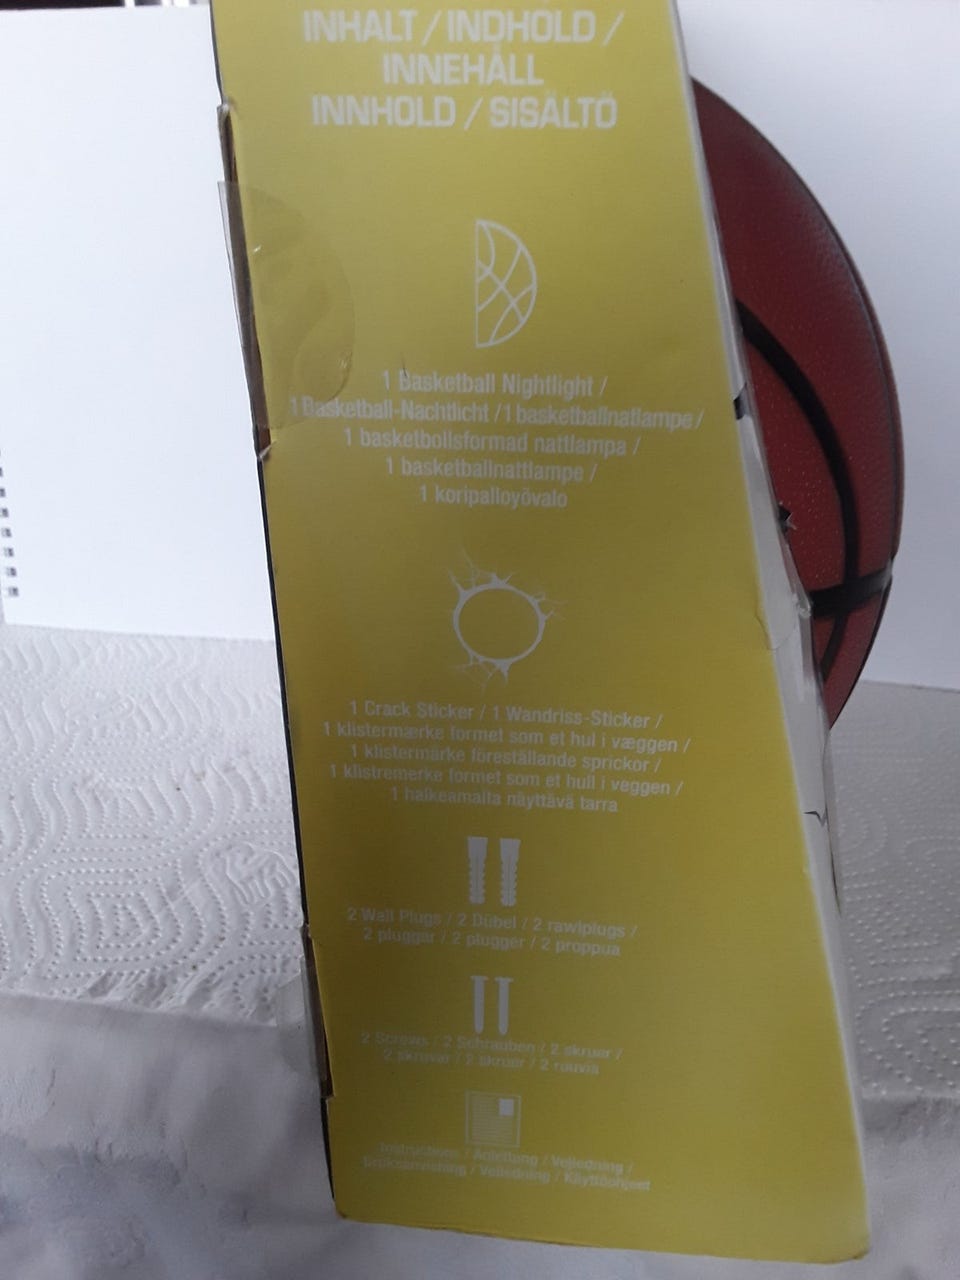 INHALT / INDHOLD /
INNEHÅLL
INNHOLD / SISÄLTÖ
1 Basketball Nightlight /
1 Basketball-Nachtlicht / 1 basketballnatlampe /
1 basketbollsformad nattlampa /
1 basketballnattlampe /
1 koripalloyövalo
1 Crack Sticker / 1 Wandriss-Sticker /
1 klistermærke formet som et hul i væggen /
1 klistermärke föreställande sprickor /
1 klistremerke formet som et hull i veggen /
1 halkeamalta näyttävä tarra
2 Wall Plugs / 2 Dübel / 2 rawlplugs /
2 pluggar / 2 plugger / 2 proppua
2 Screws / 2 Schrauben / 2 skruer /
2 skruvar / 2 skruer / 2 ruuvia
Instructions / Anleitung / Vejledning /
Bruksanvisning / Veiledning / Käyttöohjeet